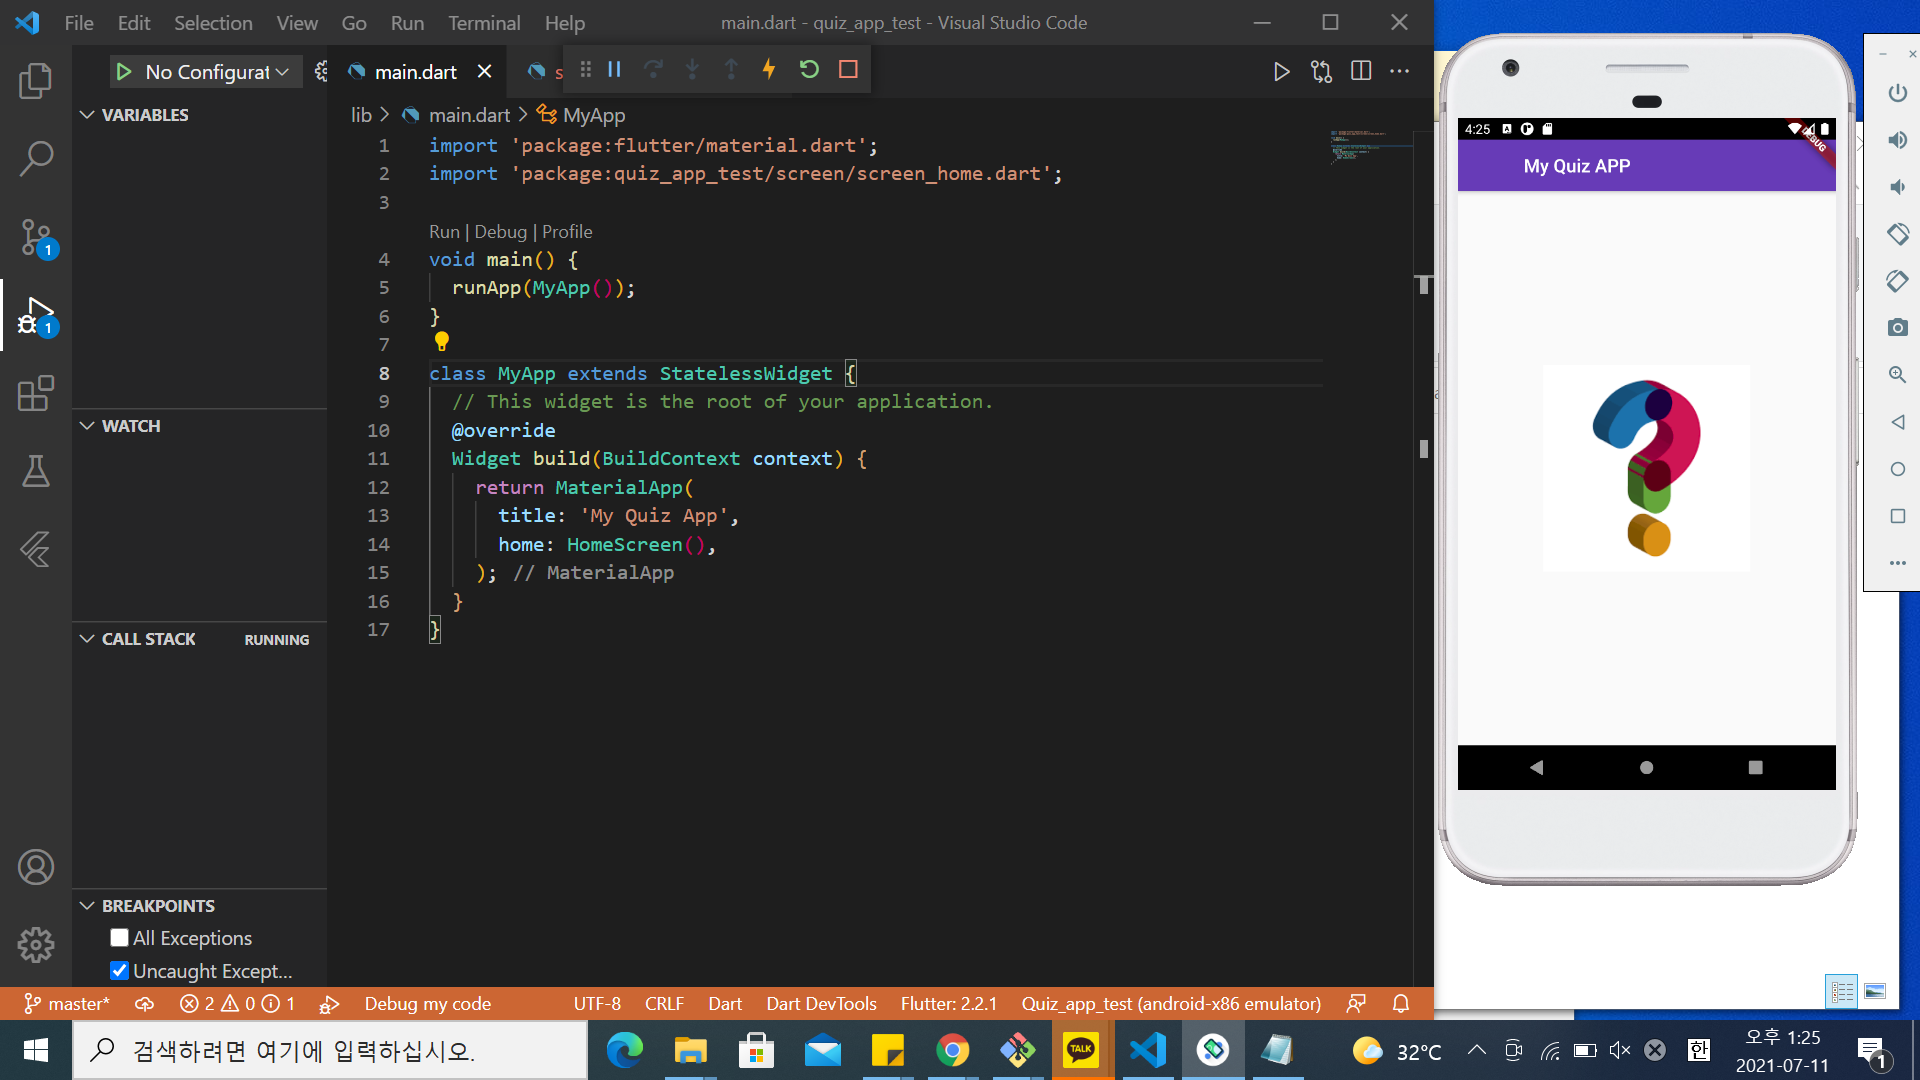 File Edit Selection View Go Run Terminal Help
main.dart - quiz_app_test - Visual Studio Code
No Configurat
main.dart
s
lib > main.dart > MyApp
VARIABLES
WATCH
CALL STACK RUNNING
BREAKPOINTS
All Exceptions
Uncaught Except...
1
1
1 import 'package:flutter/material.dart';
2 import 'package:quiz_app_test/screen/screen_home.dart';
3
Run | Debug | Profile
4 void main() {
5 runApp(MyApp());
6 }
7
8 class MyApp extends StatelessWidget {
9 // This widget is the root of your application.
10 @override
11 Widget build(BuildContext context) {
12 return MaterialApp(
13 title: 'My Quiz App',
14 home: HomeScreen(),
15 ); // MaterialApp
16 }
17 }
4:25
DEBUG
My Quiz APP
master* 2 0 1 Debug my code UTF-8 CRLF Dart Dart DevTools Flutter: 2.2.1 Quiz_app_test (android-x86 emulator)
검색하려면 여기에 입력하십시오.
TALK
32°C
한
오후 1:25
2021-07-11
1